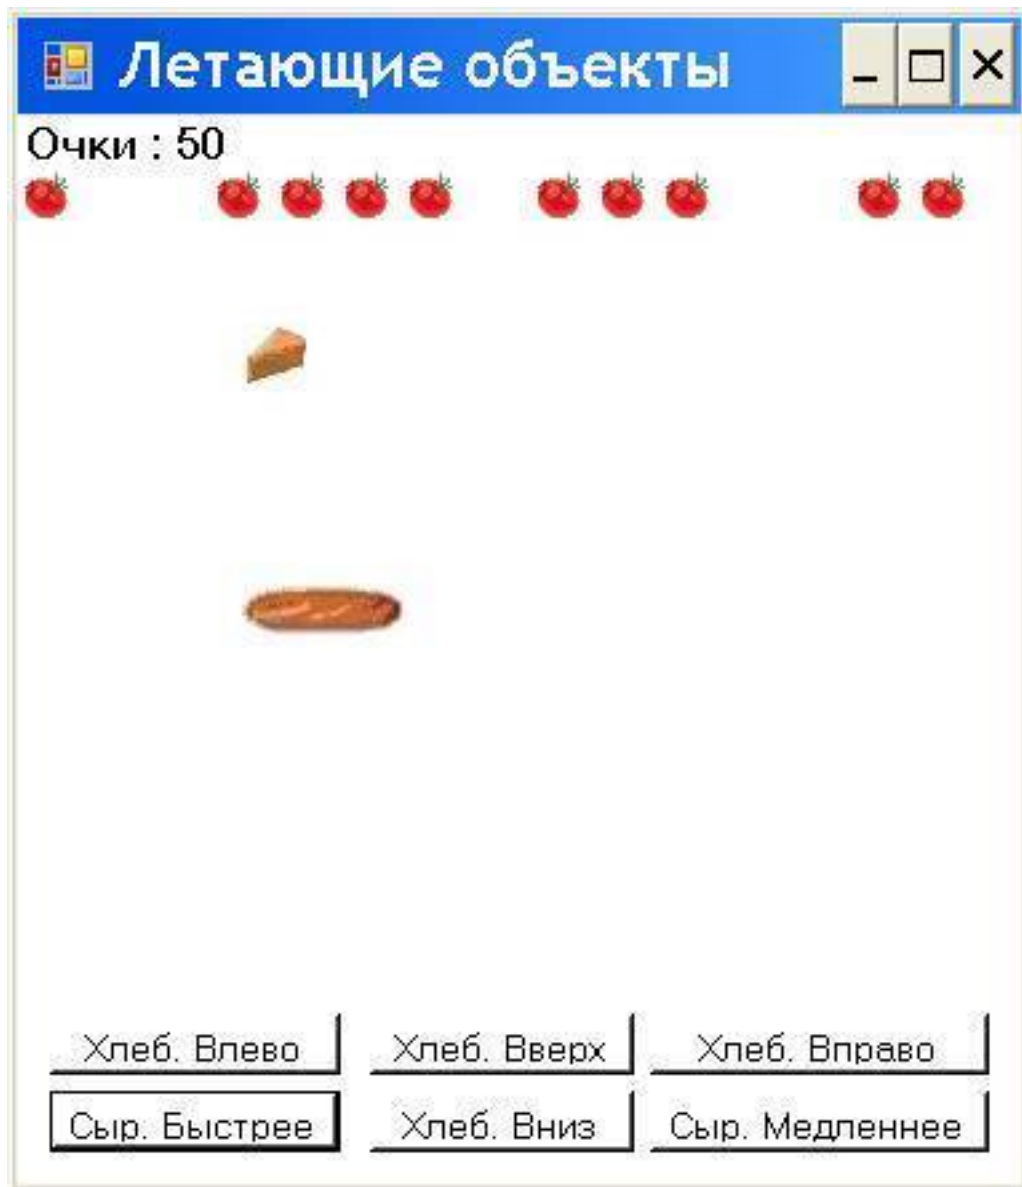 Летающие объекты
Очки : 50
Хлеб. Влево Хлеб. Вверх Хлеб. Вправо
Сыр. Быстрее Хлеб. Вниз Сыр. Медленнее